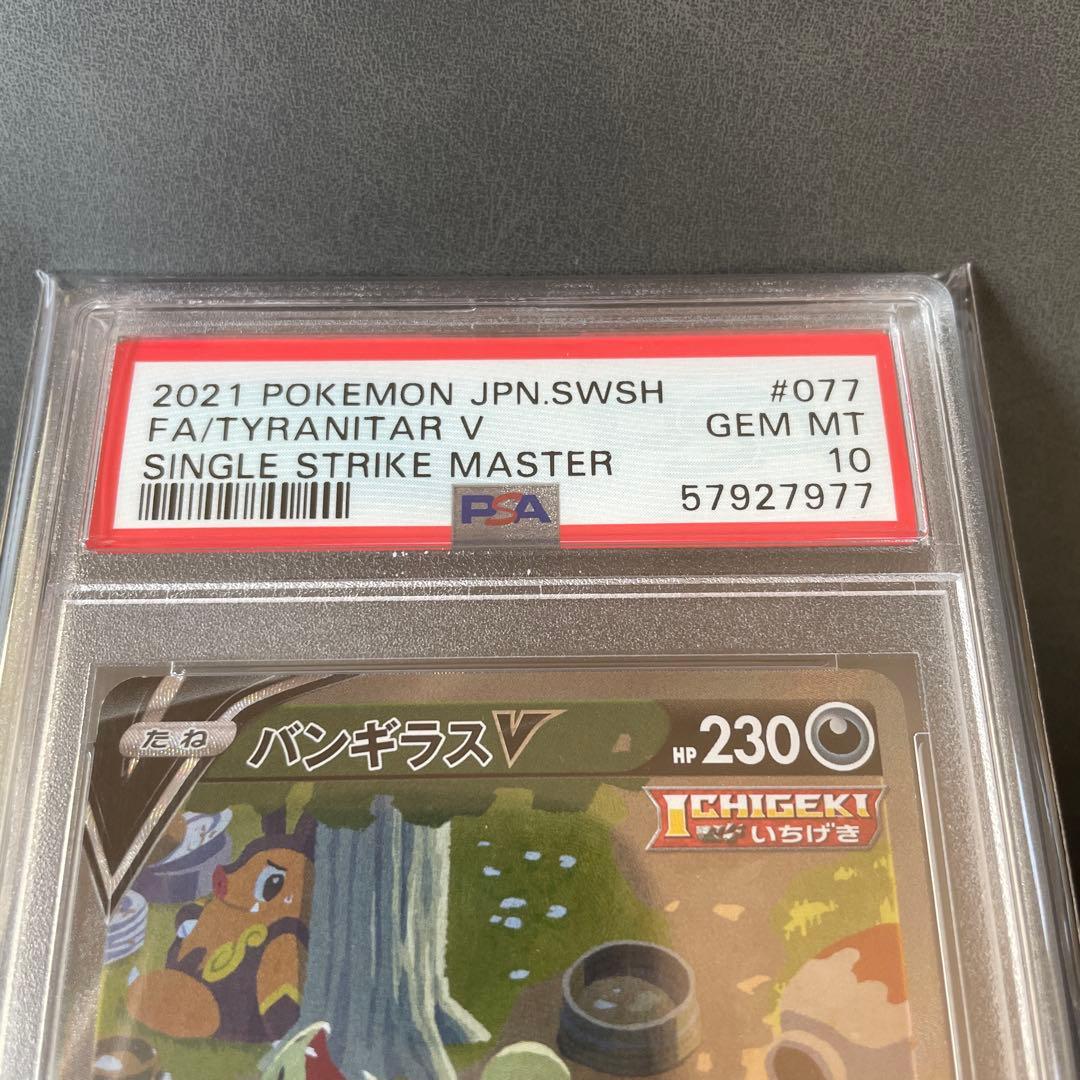 2021 POKEMON JPN.SWSH #077
FA/TYRANITAR V GEM MT
SINGLE STRIKE MASTER 10
PSA 57927977
たね バンギラスV HP 230
ICHIGEKI
いちげき